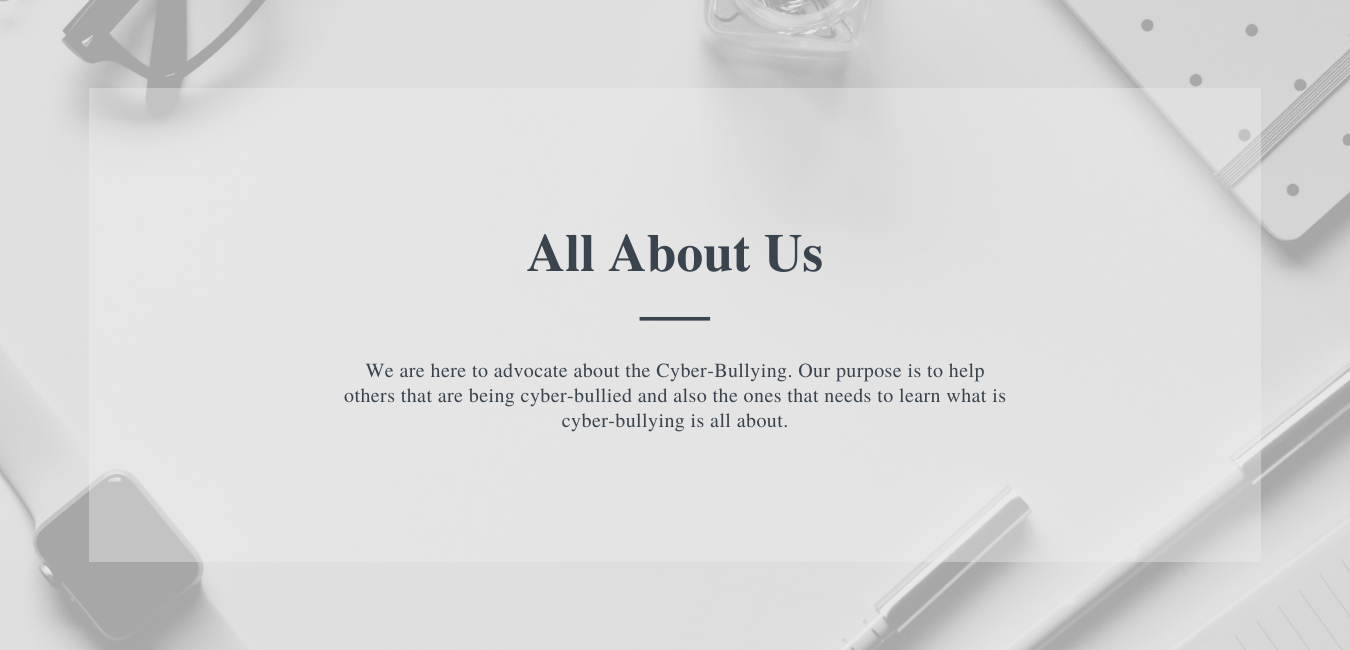 All About Us
We are here to advocate about the Cyber-Bullying. Our purpose is to help
others that are being cyber-bullied and also the ones that needs to learn what is
cyber-bullying is all about.